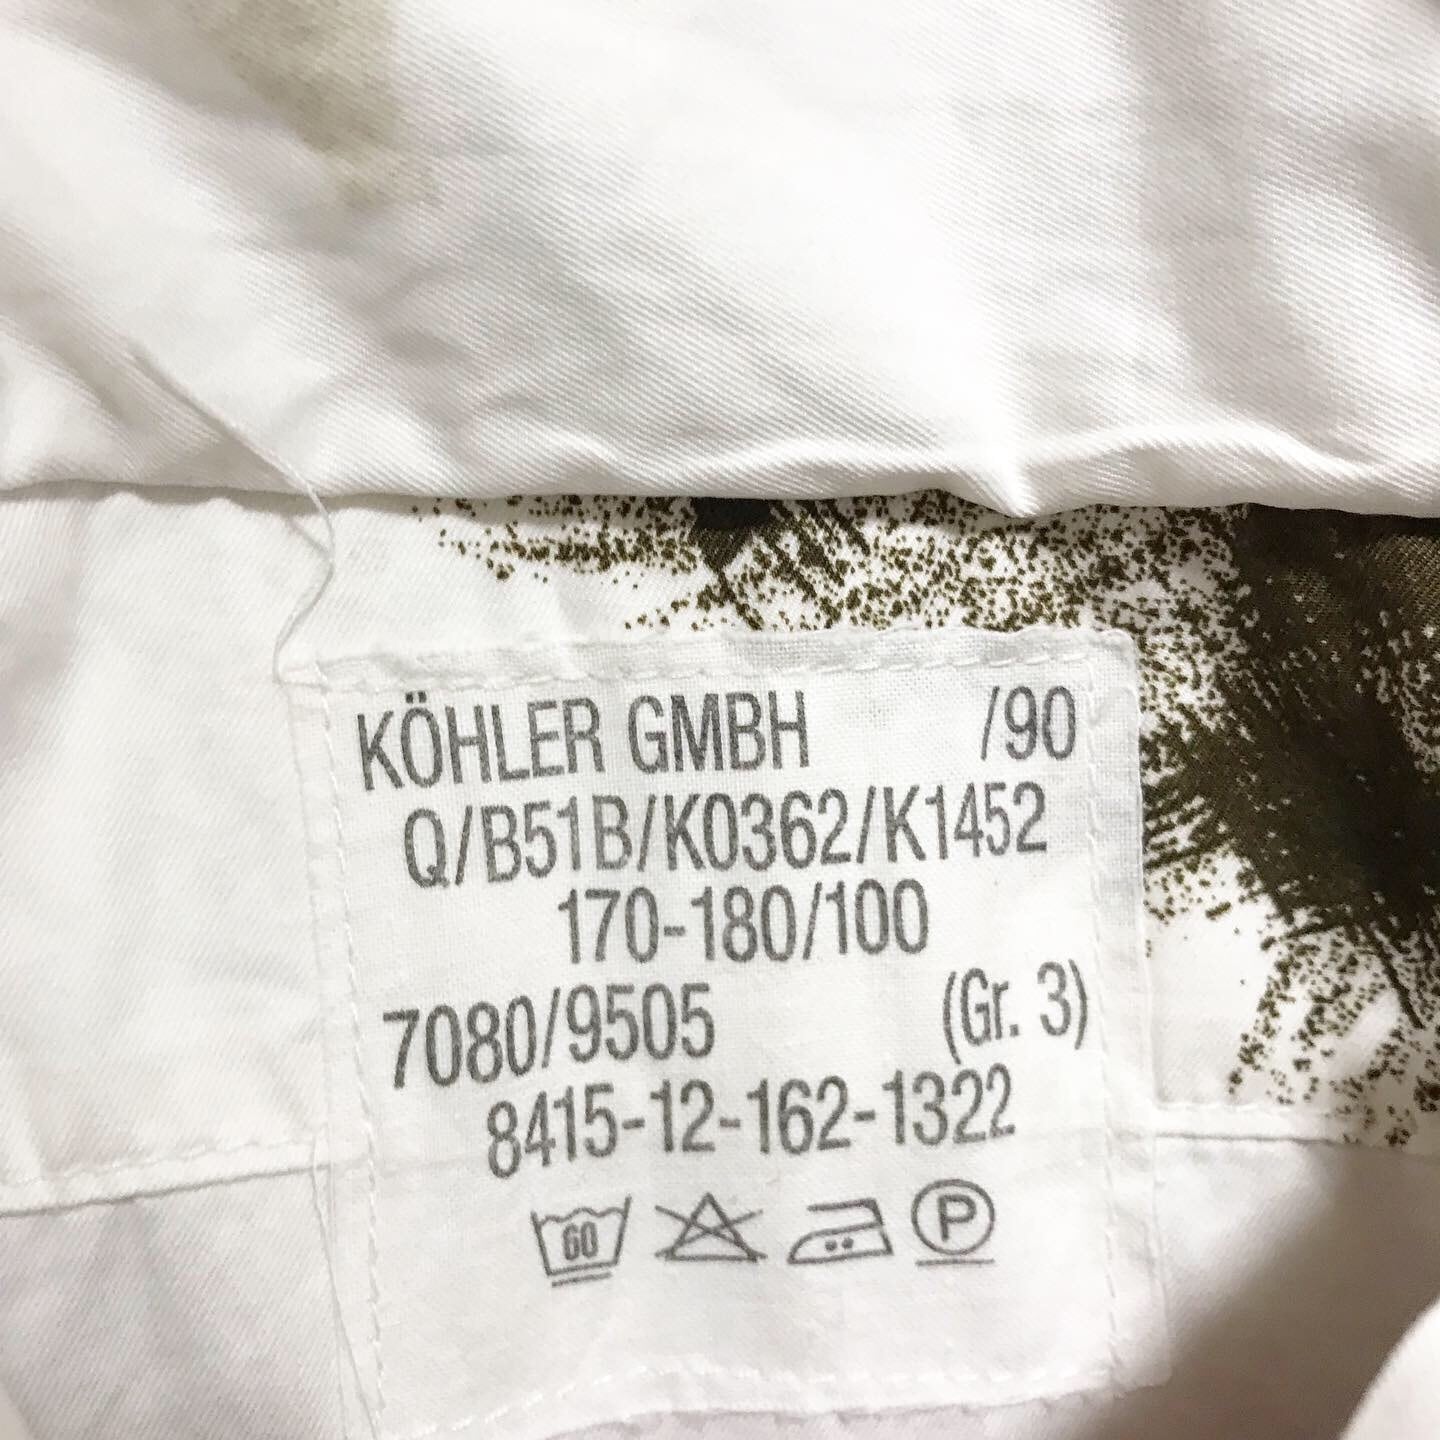 KÖHLER GMBH /90
Q/B51B/K0362/K1452
170-180/100
7080/9505 (Gr. 3)
8415-12-162-1322
60 P